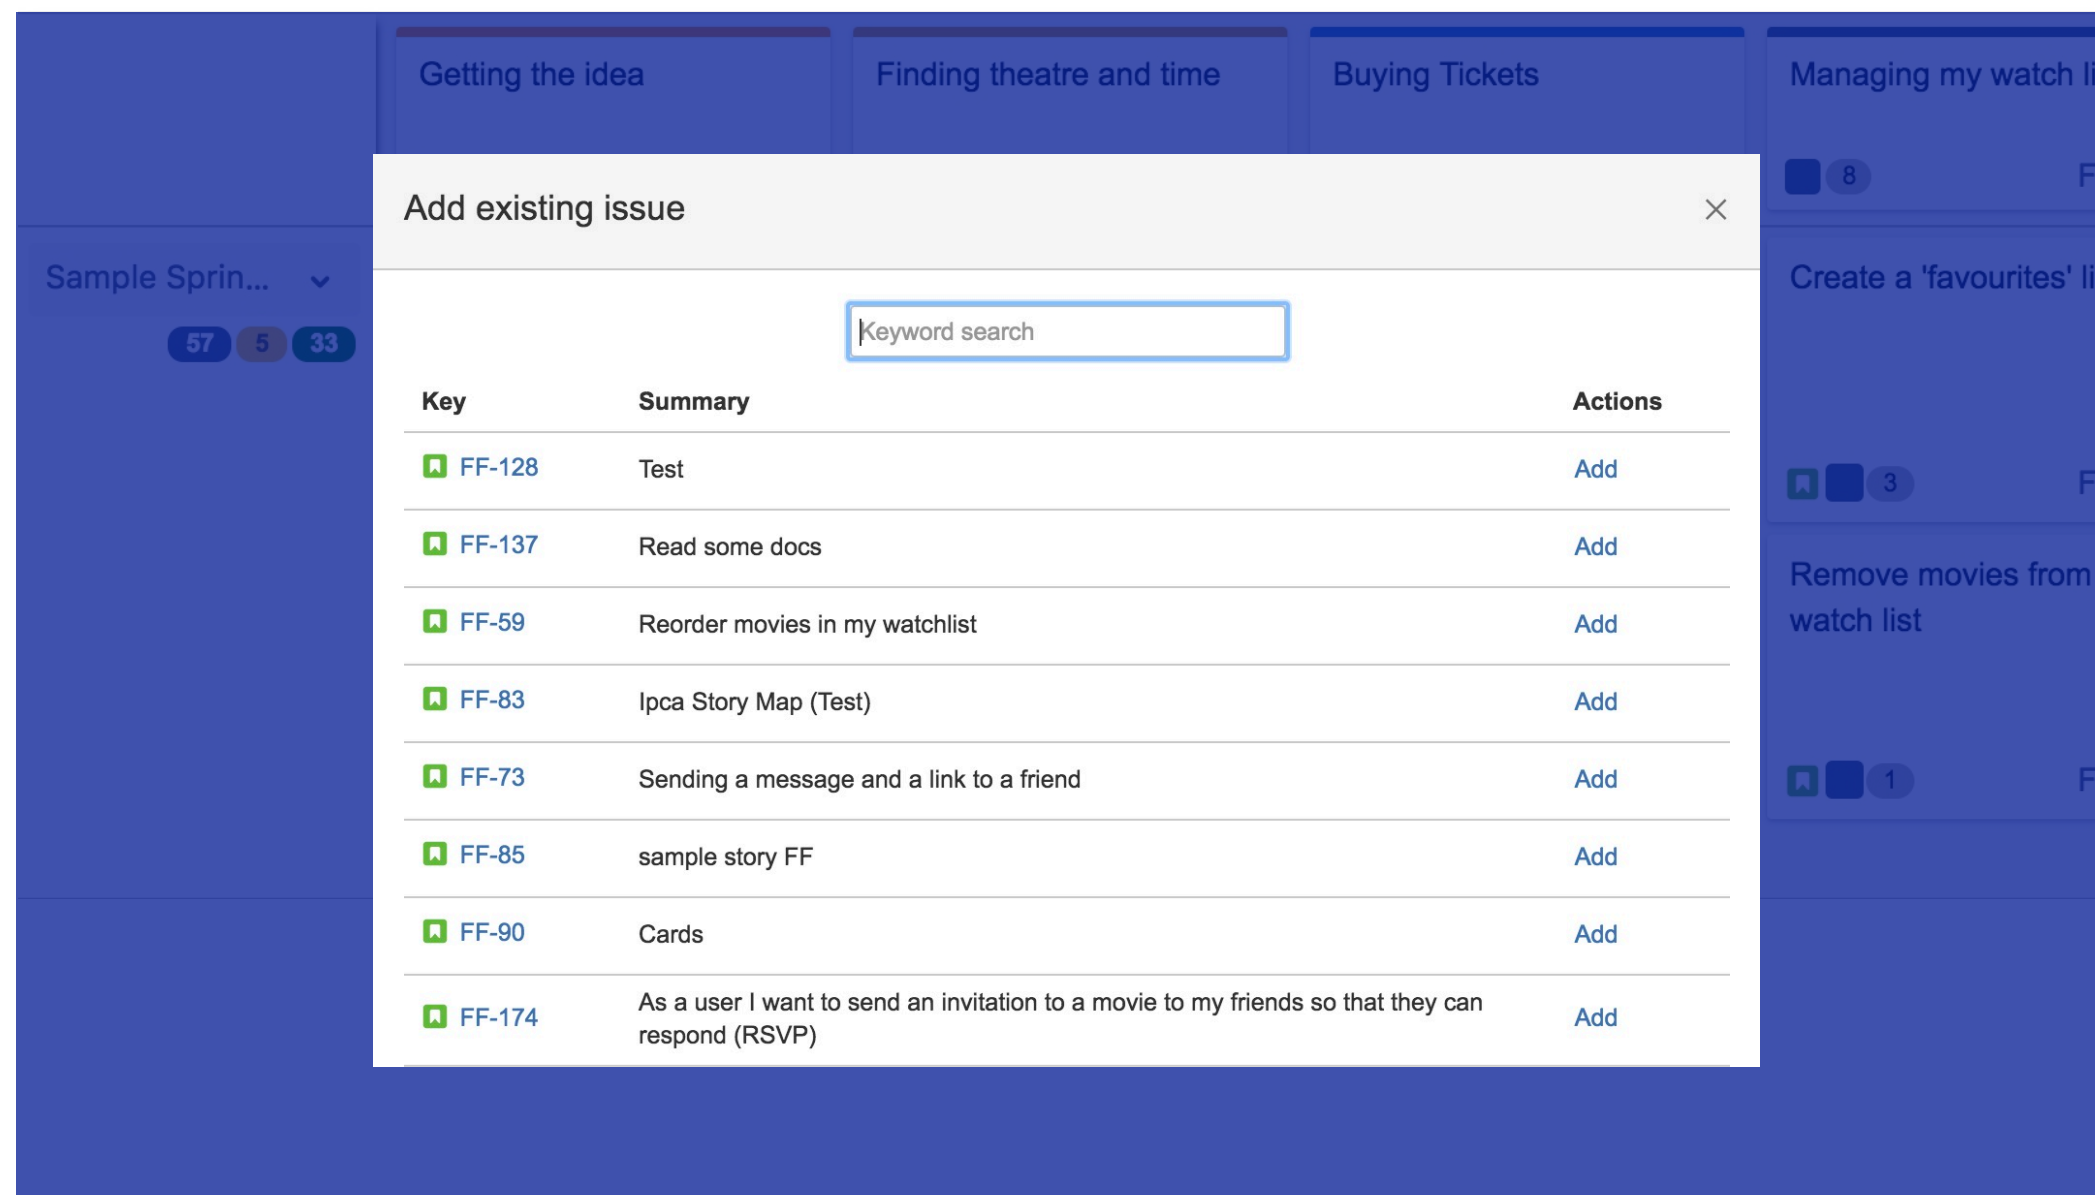 Getting the idea
Finding theatre and time
Buying Tickets
Managing my watch li
8
F
Add existing issue
Sample Sprin...
57 5 33
Create a 'favourites' li
Keyword search
Key Summary Actions
FF-128 Test Add
FF-137 Read some docs Add
FF-59 Reorder movies in my watchlist Add
FF-83 Ipca Story Map (Test) Add
FF-73 Sending a message and a link to a friend Add
FF-85 sample story FF Add
FF-90 Cards Add
FF-174 As a user I want to send an invitation to a movie to my friends so that they can
respond (RSVP) Add
3
F
Remove movies from
watch list
1
F